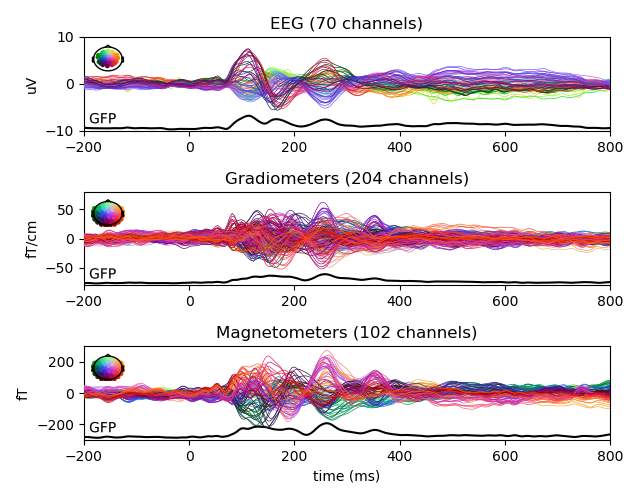 EEG (70 channels)
10
0
−10
uV
GFP
−200 0 200 400 600 800
Gradiometers (204 channels)
50
0
−50
fT/cm
GFP
−200 0 200 400 600 800
Magnetometers (102 channels)
200
0
−200
fT
GFP
−200 0 200 400 600 800
time (ms)